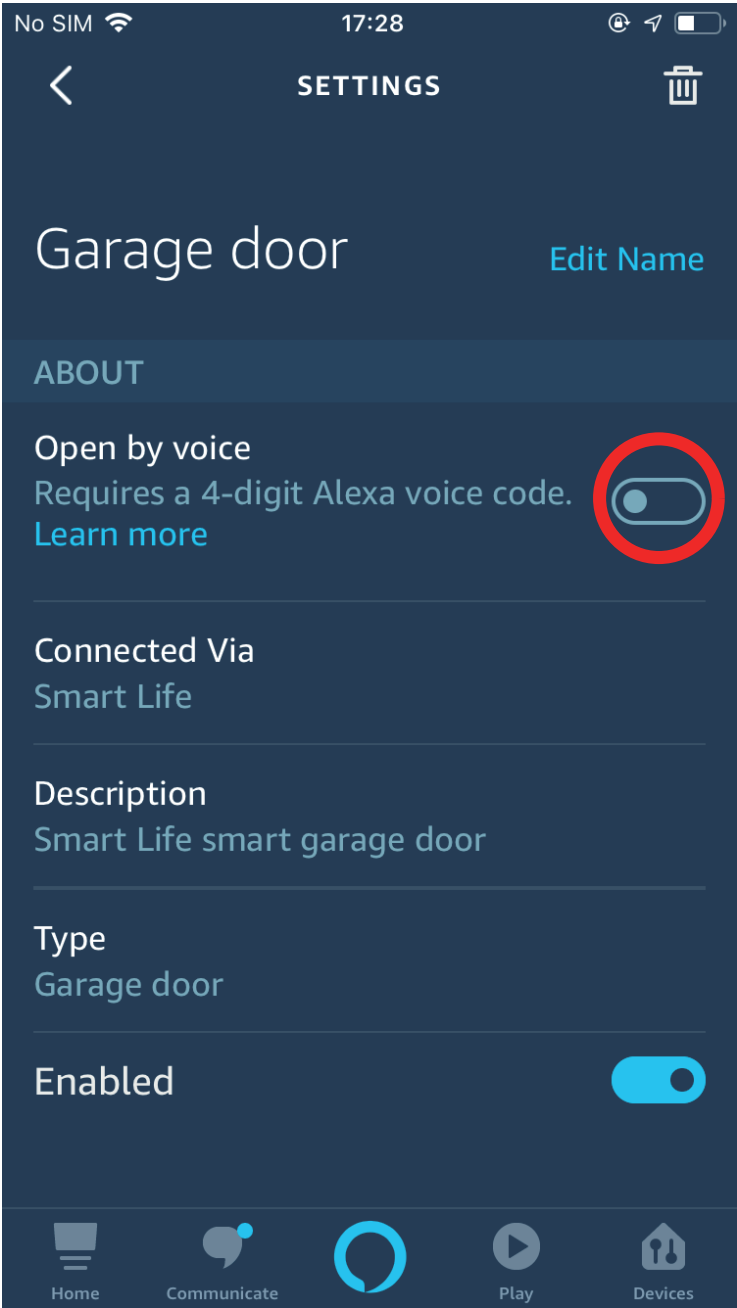 No SIM 17:28
SETTINGS
Garage door
Edit Name
ABOUT
Open by voice
Requires a 4-digit Alexa voice code.
Learn more
Connected Via
Smart Life
Description
Smart Life smart garage door
Type
Garage door
Enabled
Home Communicate Play Devices